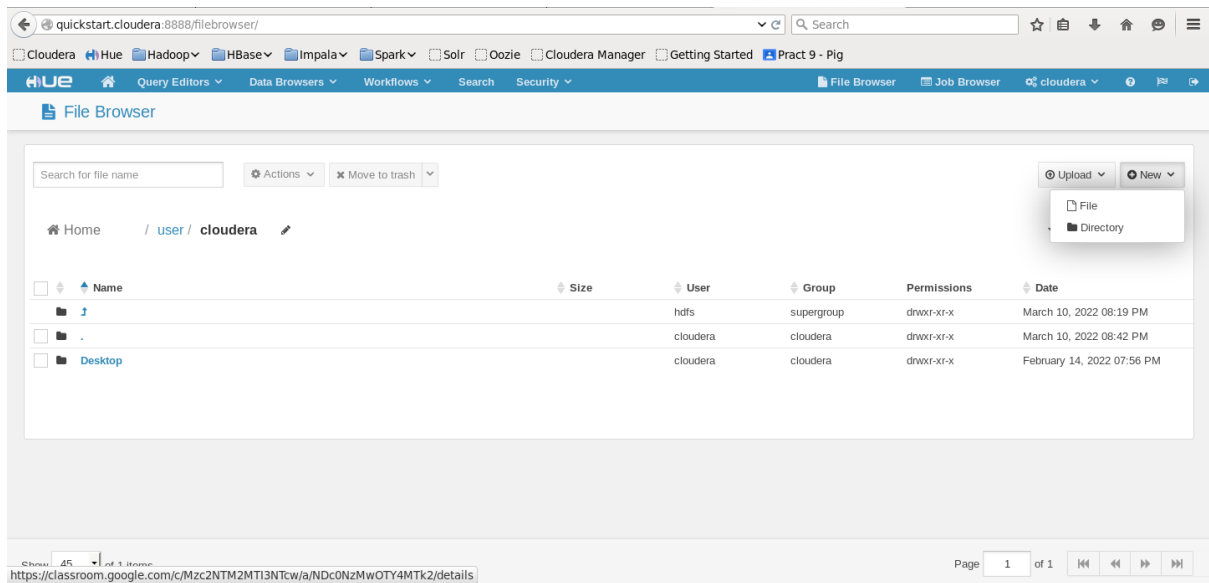 quickstart.cloudera:8888/filebrowser/ Search
Cloudera Hue Hadoop HBase Impala Spark Solr Oozie Cloudera Manager Getting Started Pract 9 - Pig
HUE Query Editors Data Browsers Workflows Search Security File Browser Job Browser cloudera
File Browser
Search for file name Actions Move to trash Upload New
File
Home / user / cloudera
Directory
Name Size User Group Permissions Date
hdfs supergroup drwxr-xr-x March 10, 2022 08:19 PM
. cloudera cloudera drwxr-xr-x March 10, 2022 08:42 PM
Desktop cloudera cloudera drwxr-xr-x February 14, 2022 07:56 PM
Show 45 of 1 items Page 1 of 1
https://classroom.google.com/c/Mzc2NTM2MTI3NTcw/a/NDc0NzMwOTY4MTk2/details